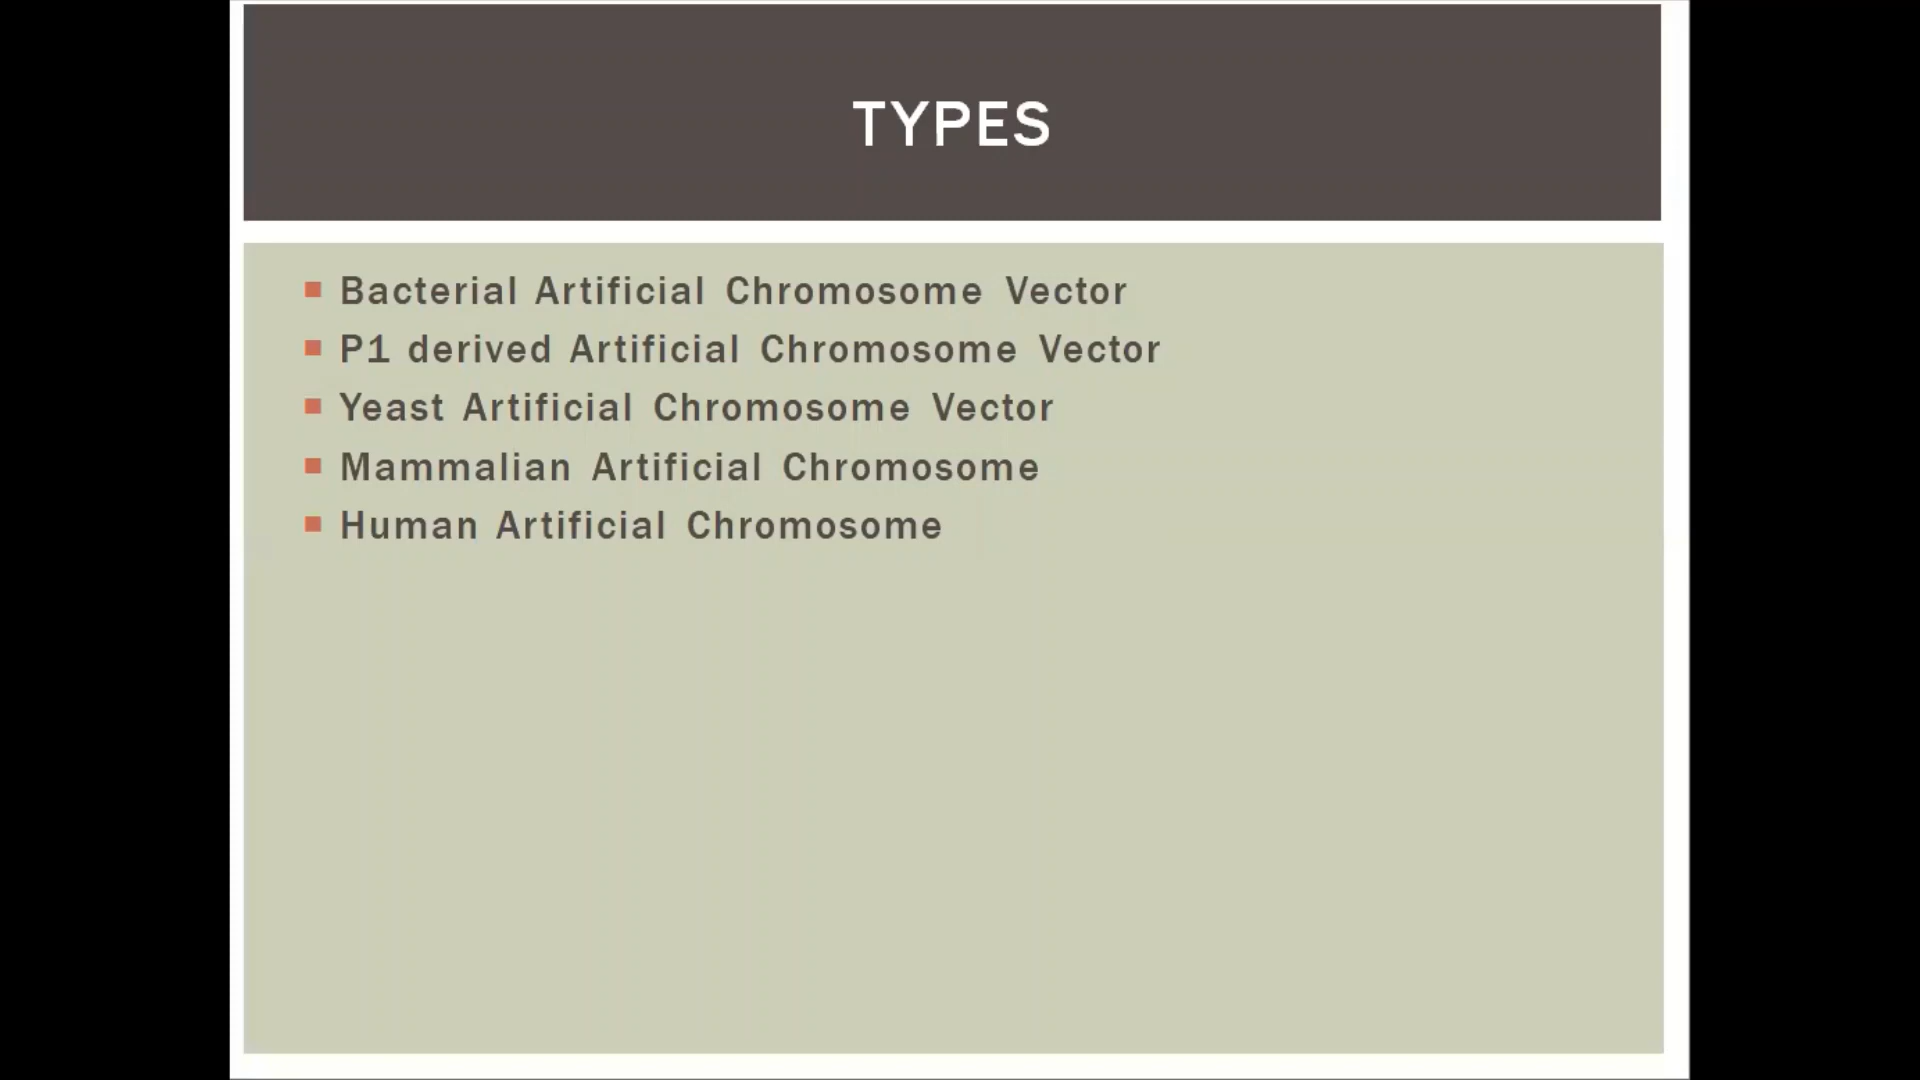 TYPES
Bacterial Artificial Chromosome Vector
P1 derived Artificial Chromosome Vector
Yeast Artificial Chromosome Vector
Mammalian Artificial Chromosome
Human Artificial Chromosome